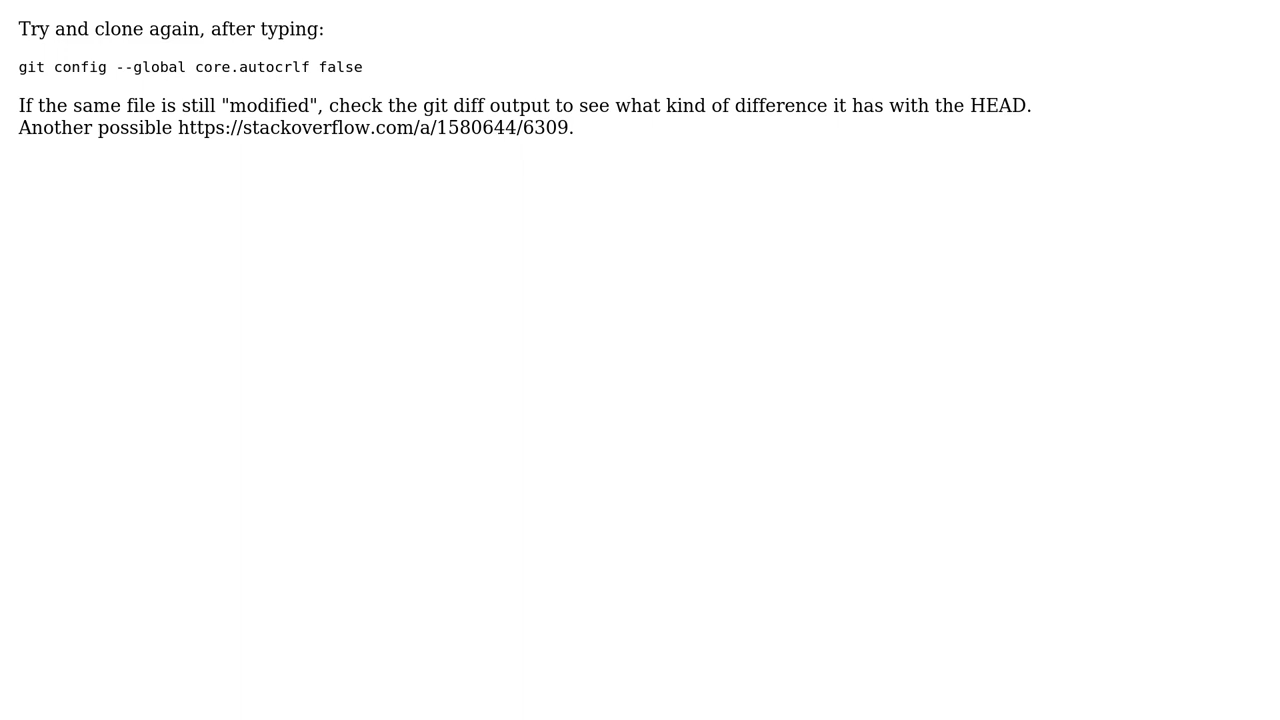 Try and clone again, after typing:
git config --global core.autocrlf false
If the same file is still "modified", check the git diff output to see what kind of difference it has with the HEAD.
Another possible https://stackoverflow.com/a/1580644/6309.